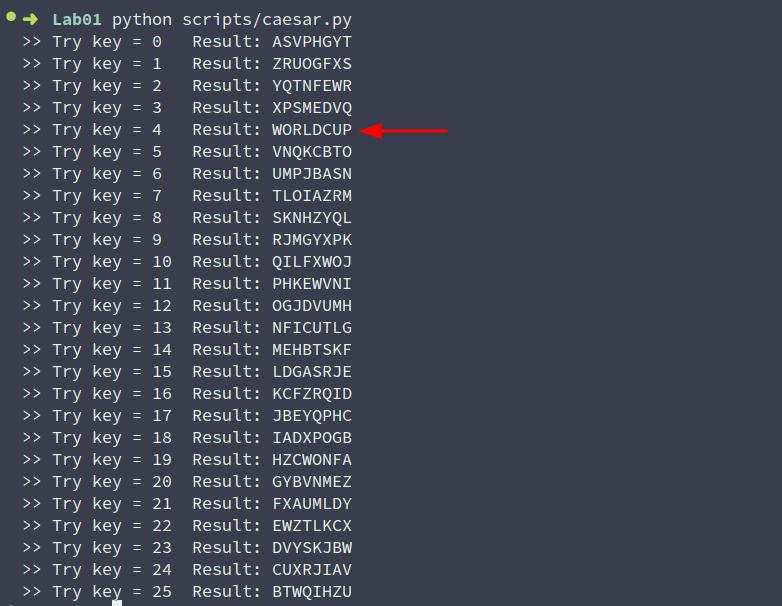 ➜ Lab01 python scripts/caesar.py
>> Try key = 0 Result: ASVPHGYT
>> Try key = 1 Result: ZRUOGFXS
>> Try key = 2 Result: YQTNFEWR
>> Try key = 3 Result: XPSMEDVQ
>> Try key = 4 Result: WORLDCUP
>> Try key = 5 Result: VNQKCBTO
>> Try key = 6 Result: UMPJBASN
>> Try key = 7 Result: TLOIAZRM
>> Try key = 8 Result: SKNHZYQL
>> Try key = 9 Result: RJMGYXPK
>> Try key = 10 Result: QILFXWOJ
>> Try key = 11 Result: PHKEWVNI
>> Try key = 12 Result: OGJDVUMH
>> Try key = 13 Result: NFICUTLG
>> Try key = 14 Result: MEHBTSKF
>> Try key = 15 Result: LDGASRJE
>> Try key = 16 Result: KCFZRQID
>> Try key = 17 Result: JBEYQPHC
>> Try key = 18 Result: IADXPOGB
>> Try key = 19 Result: HZCWONFA
>> Try key = 20 Result: GYBVNMEZ
>> Try key = 21 Result: FXAUMLDY
>> Try key = 22 Result: EWZTLKCX
>> Try key = 23 Result: DVYSKJBW
>> Try key = 24 Result: CUXRJIAV
>> Try key = 25 Result: BTWQIHZU